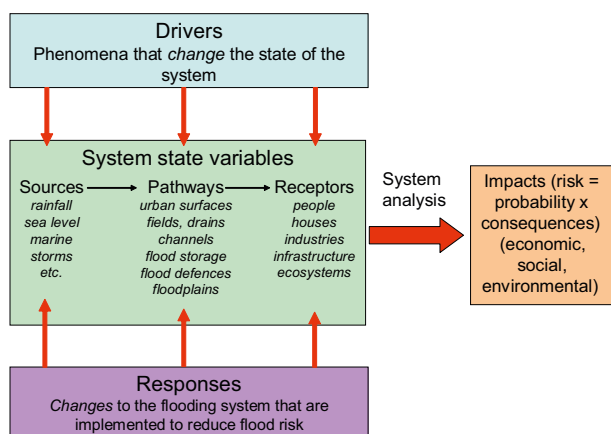 Drivers
Phenomena that change the state of the
system
System state variables
Sources
rainfall
sea level
marine
storms
etc.
Pathways
urban surfaces
fields, drains
channels
flood storage
flood defences
floodplains
Receptors
people
houses
industries
infrastructure
ecosystems
System
analysis
Impacts (risk =
probability x
consequences)
(economic,
social,
environmental)
Responses
Changes to the flooding system that are
implemented to reduce flood risk